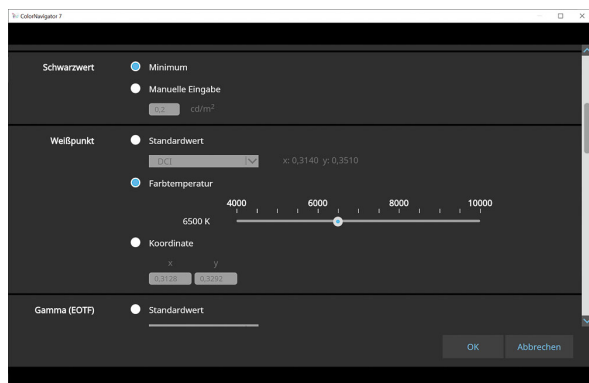 ColorNavigator 7
Schwarzwert
Minimum
Manuelle Eingabe
0,2 cd/m²
Weißpunkt
Standardwert
DCI x: 0,3140 y: 0,3510
Farbtemperatur
4000 6000 8000 10000
6500 K
Koordinate
x y
0,3128 0,3292
Gamma (EOTF)
Standardwert
OK Abbrechen